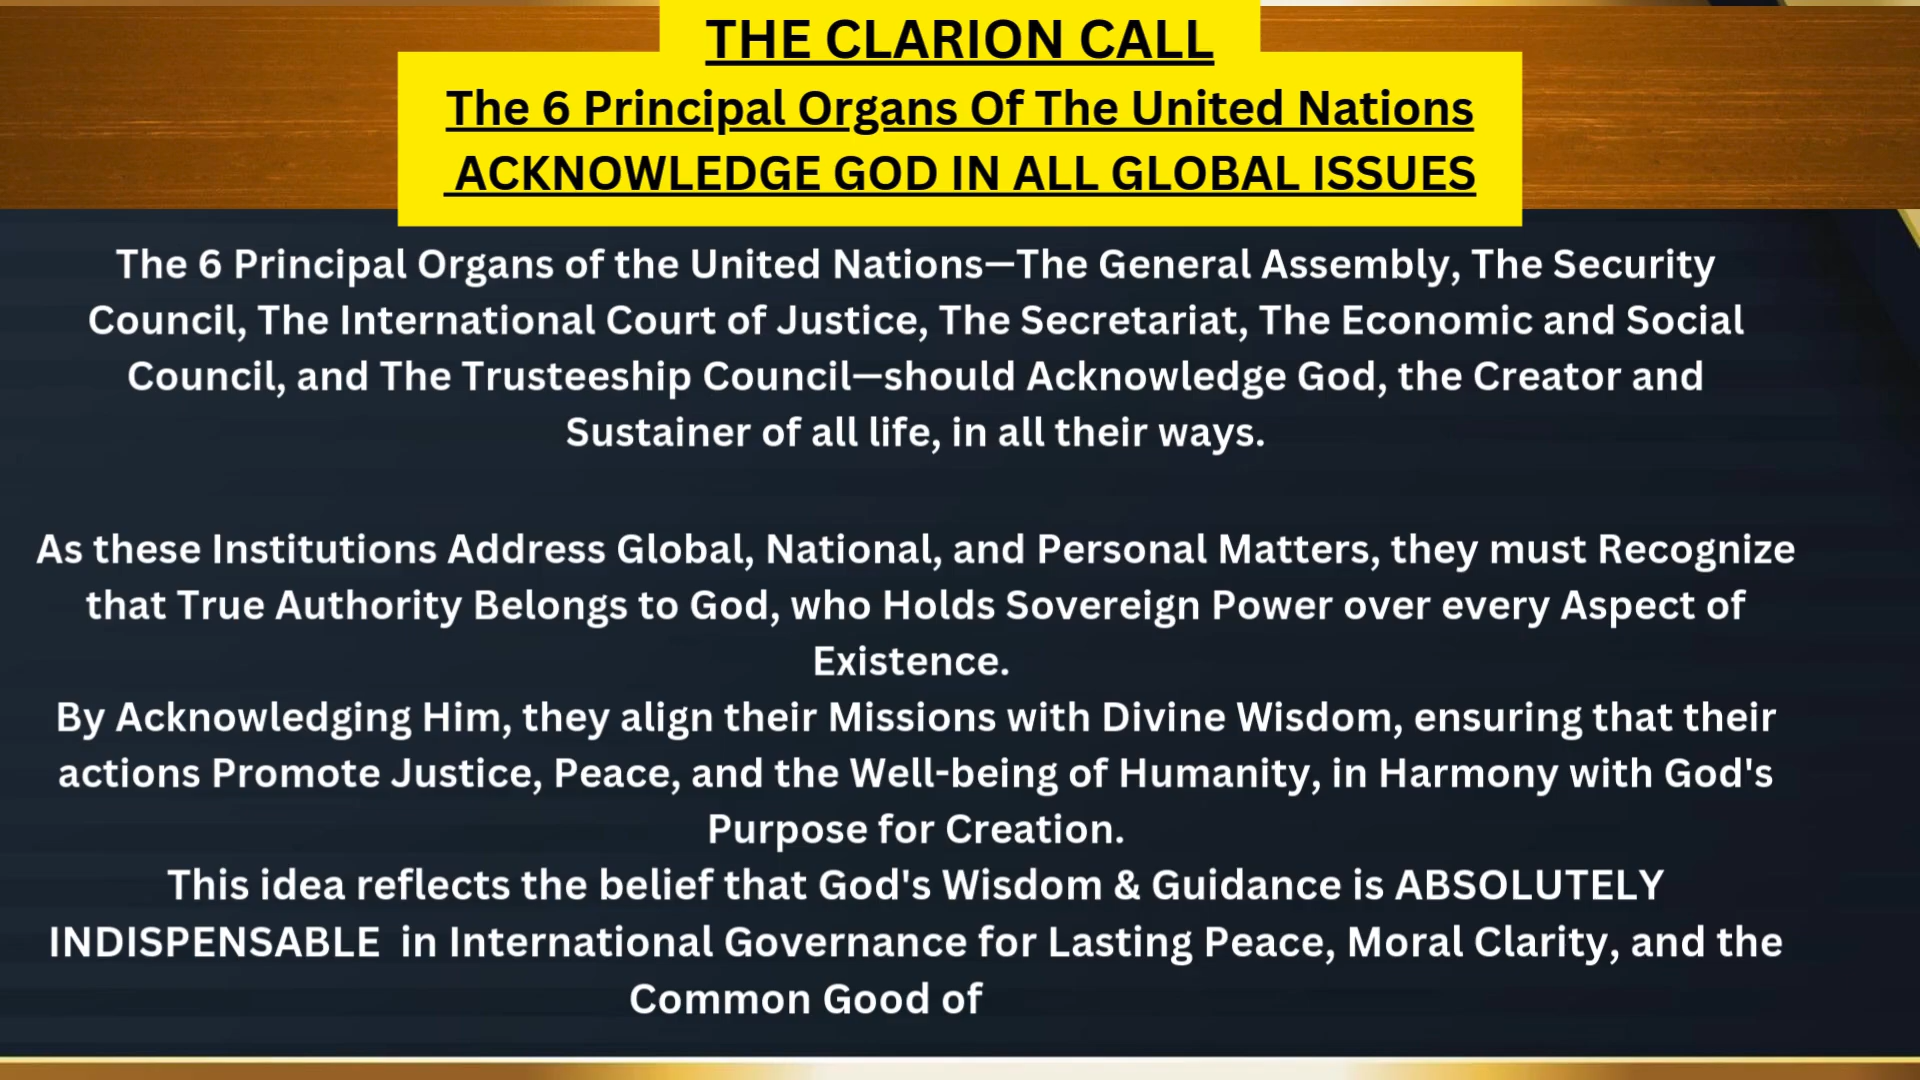 THE CLARION CALL
The 6 Principal Organs Of The United Nations
ACKNOWLEDGE GOD IN ALL GLOBAL ISSUES
The 6 Principal Organs of the United Nations—The General Assembly, The Security
Council, The International Court of Justice, The Secretariat, The Economic and Social
Council, and The Trusteeship Council—should Acknowledge God, the Creator and
Sustainer of all life, in all their ways.
As these Institutions Address Global, National, and Personal Matters, they must Recognize
that True Authority Belongs to God, who Holds Sovereign Power over every Aspect of
Existence.
By Acknowledging Him, they align their Missions with Divine Wisdom, ensuring that their
actions Promote Justice, Peace, and the Well-being of Humanity, in Harmony with God's
Purpose for Creation.
This idea reflects the belief that God's Wisdom & Guidance is ABSOLUTELY
INDISPENSABLE in International Governance for Lasting Peace, Moral Clarity, and the
Common Good of